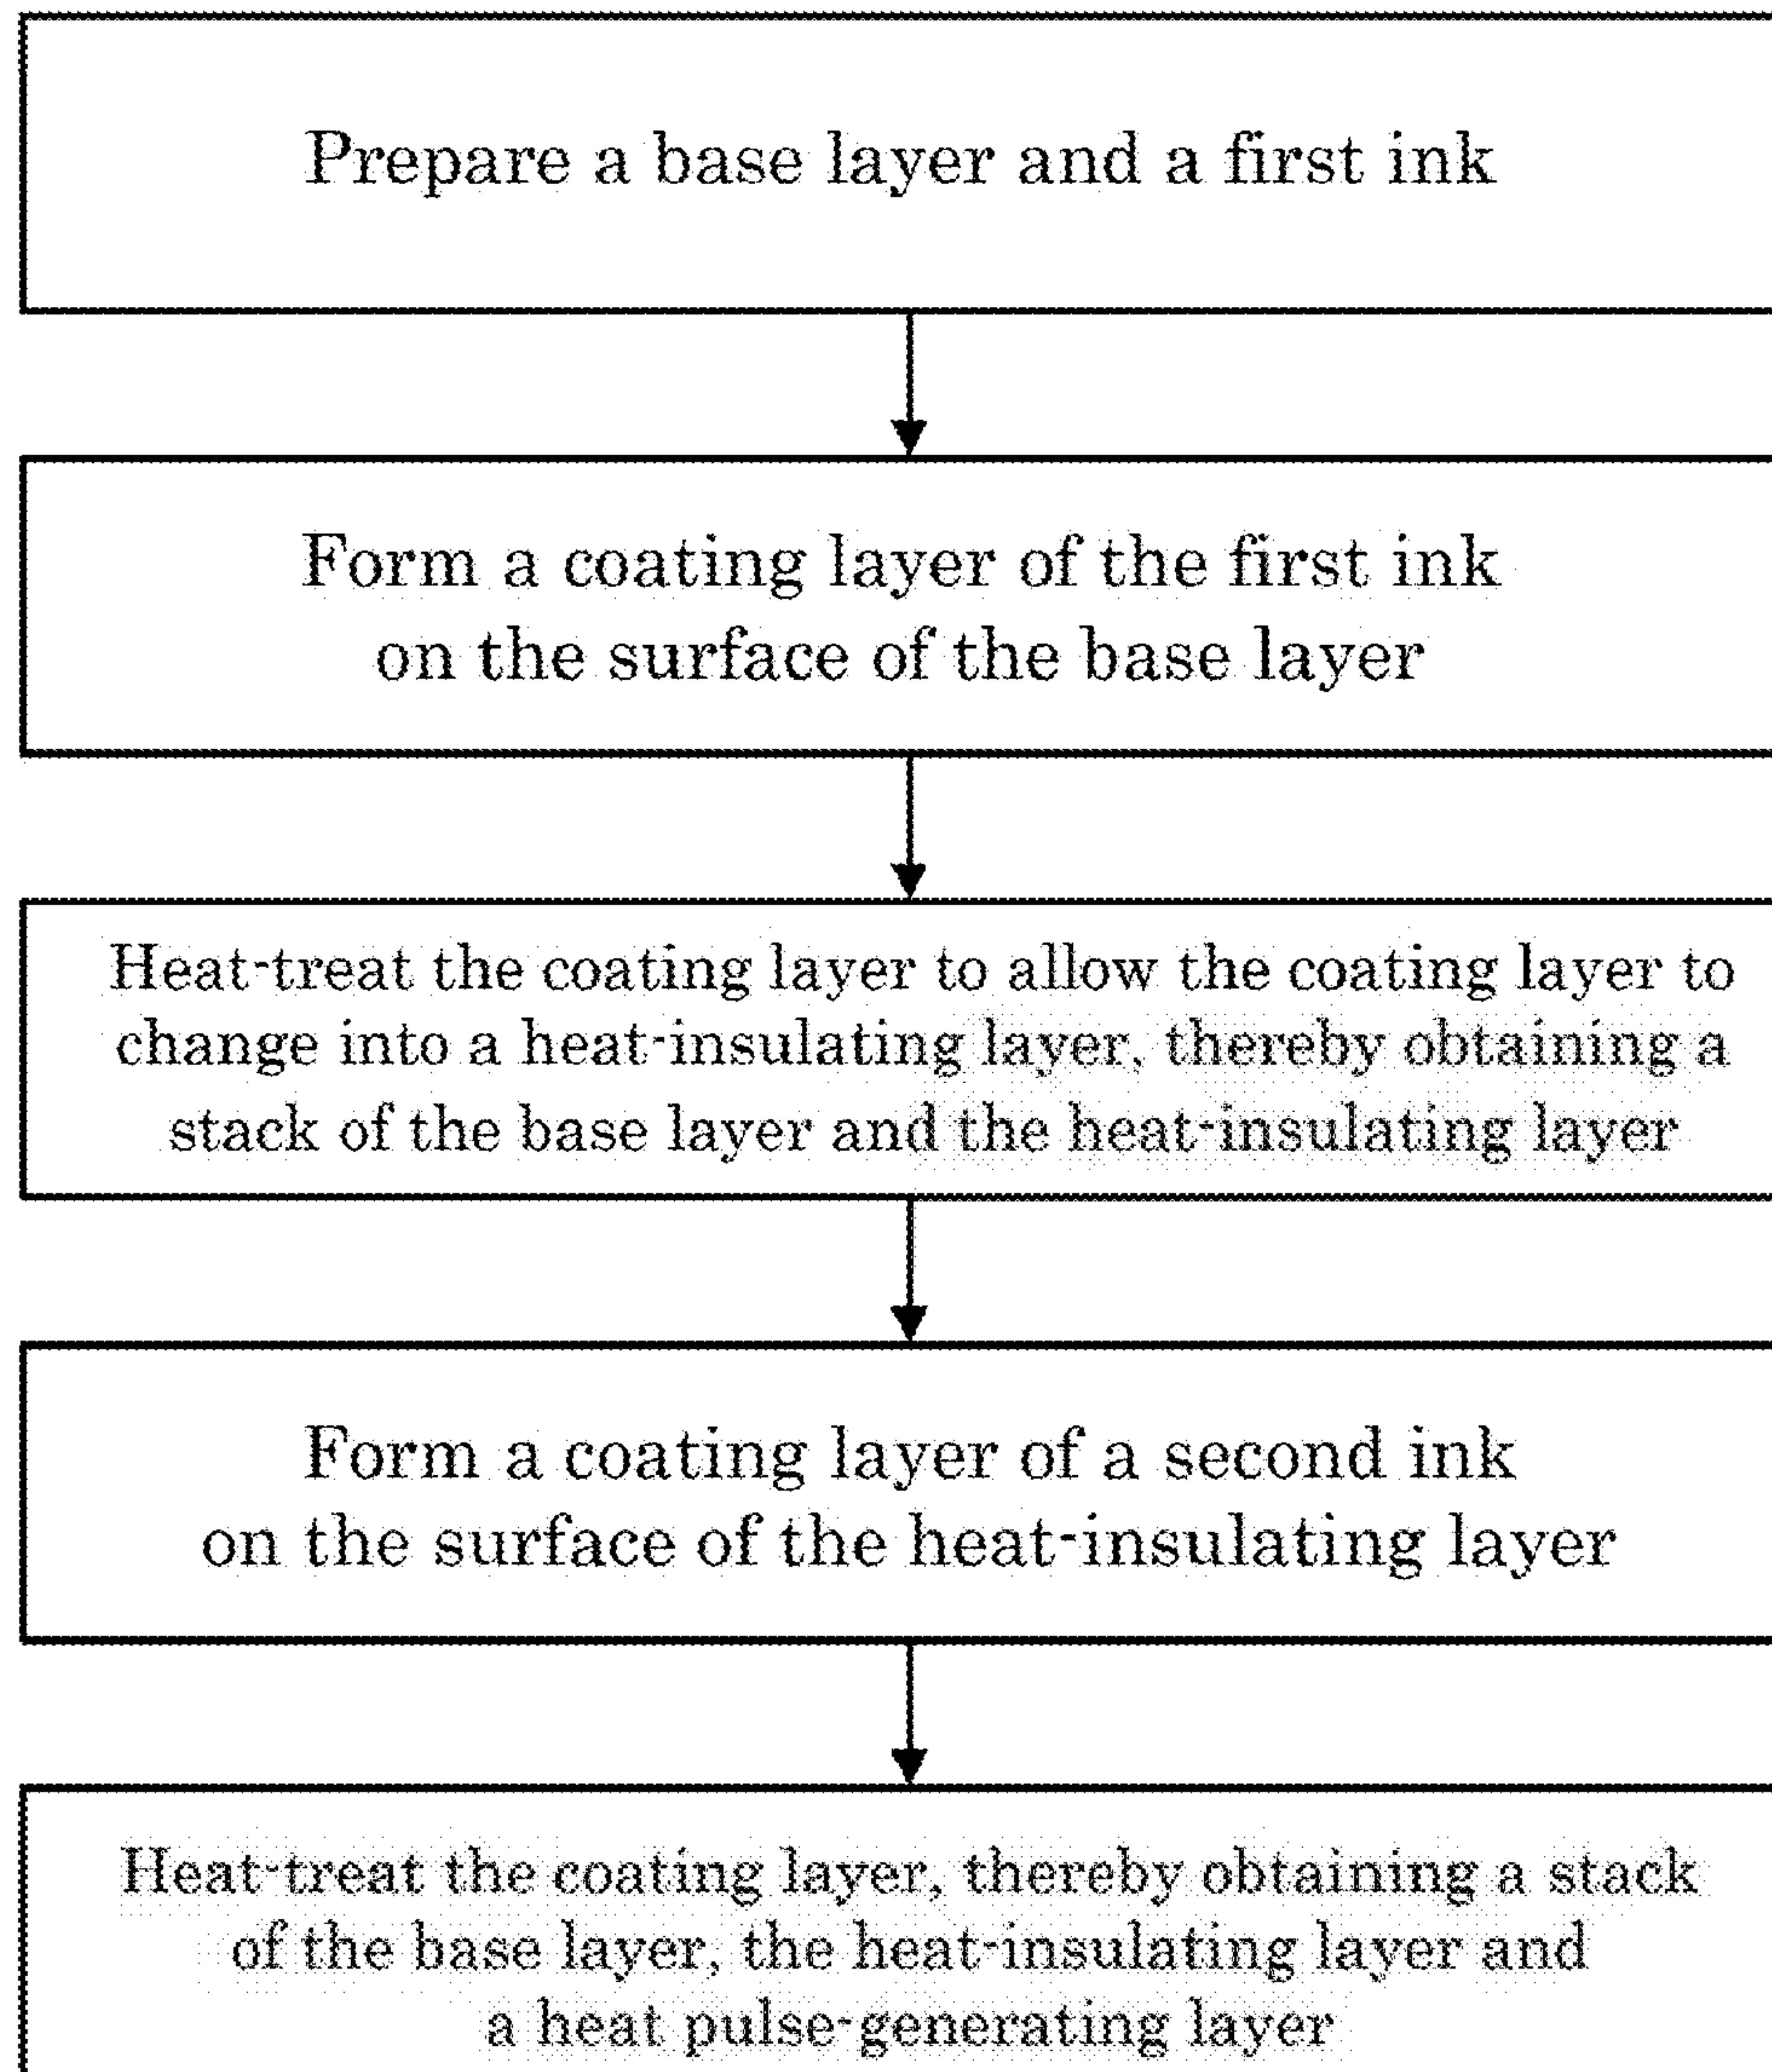 Prepare a base layer and a first ink
Form a coating layer of the first ink
on the surface of the base layer
Heat-treat the coating layer to allow the coating layer to
change into a heat-insulating layer, thereby obtaining a
stack of the base layer and the heat-insulating layer
Form a coating layer of a second ink
on the surface of the heat-insulating layer
Heat-treat the coating layer, thereby obtaining a stack
of the base layer, the heat-insulating layer and
a heat pulse-generating layer